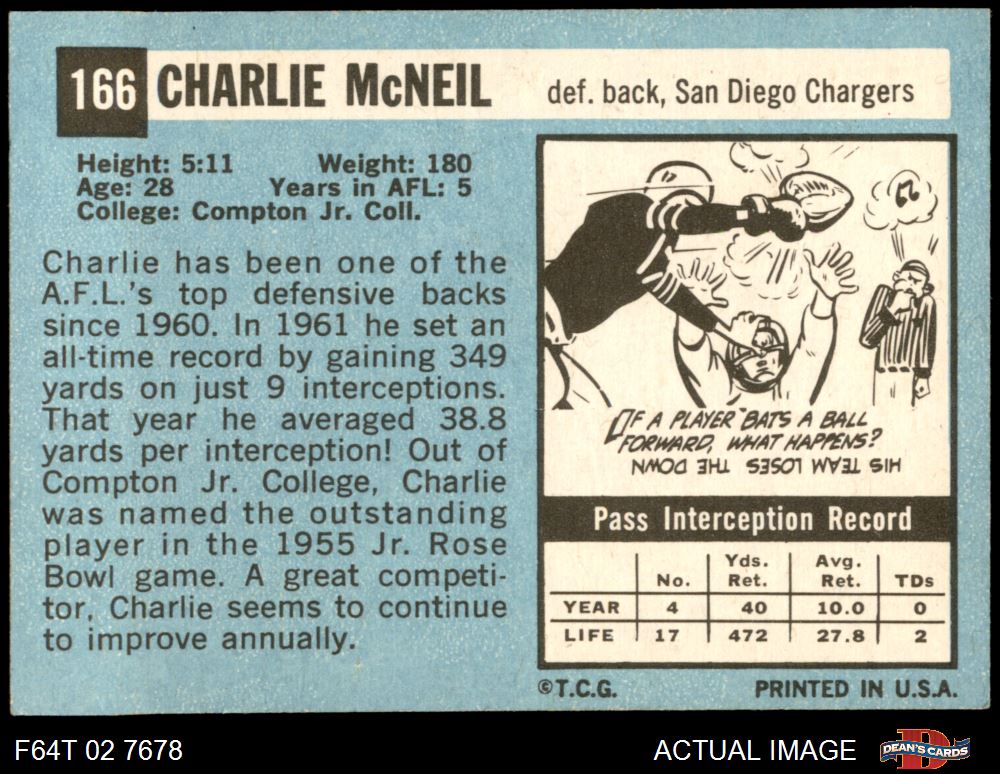 166 CHARLIE McNEIL def. back, San Diego Chargers
Height: 5:11 Weight: 180
Age: 28 Years in AFL: 5
College: Compton Jr. Coll.
Charlie has been one of the
A.F.L.'s top defensive backs
since 1960. In 1961 he set an
all-time record by gaining 349
yards on just 9 interceptions.
That year he averaged 38.8
yards per interception! Out of
Compton Jr. College, Charlie
was named the outstanding
player in the 1955 Jr. Rose
Bowl game. A great competi-
tor, Charlie seems to continue
to improve annually.
17
IF A PLAYER "BATS A BALL
FORWARD, WHAT HAPPENS?
HIS TEAM LOSES THE DOWN
Pass Interception Record
No. Yds. Ret. Avg. Ret. TDs
YEAR 4 40 10.0 0
LIFE 17 472 27.8 2
©T.C.G. PRINTED IN U.S.A.
F64T 02 7678 ACTUAL IMAGE DEAN'S CARDS